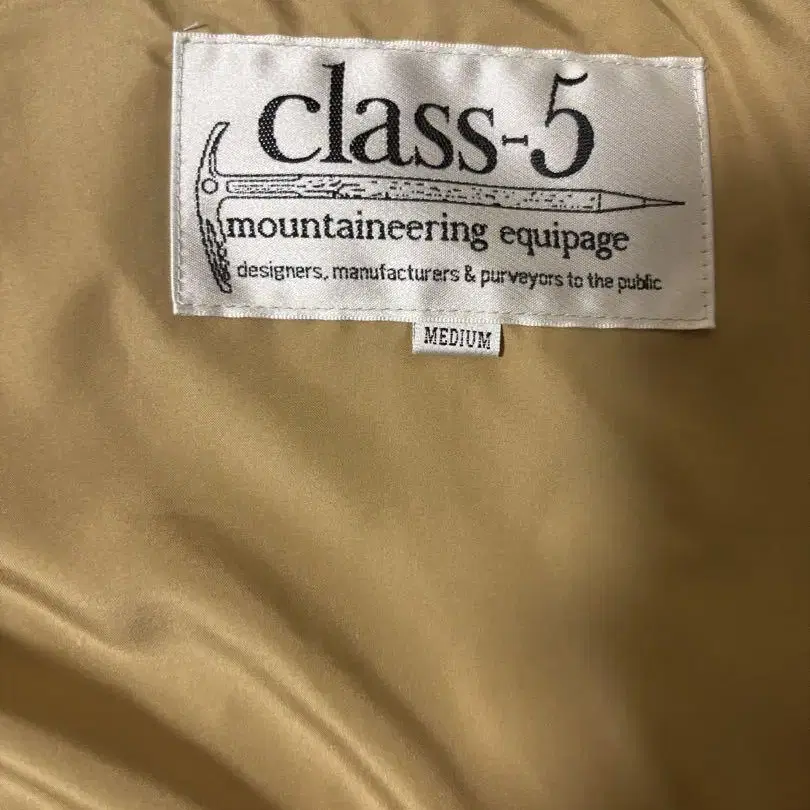 class-5
mountaineering equipage
designers, manufacturers & purveyors to the public
MEDIUM